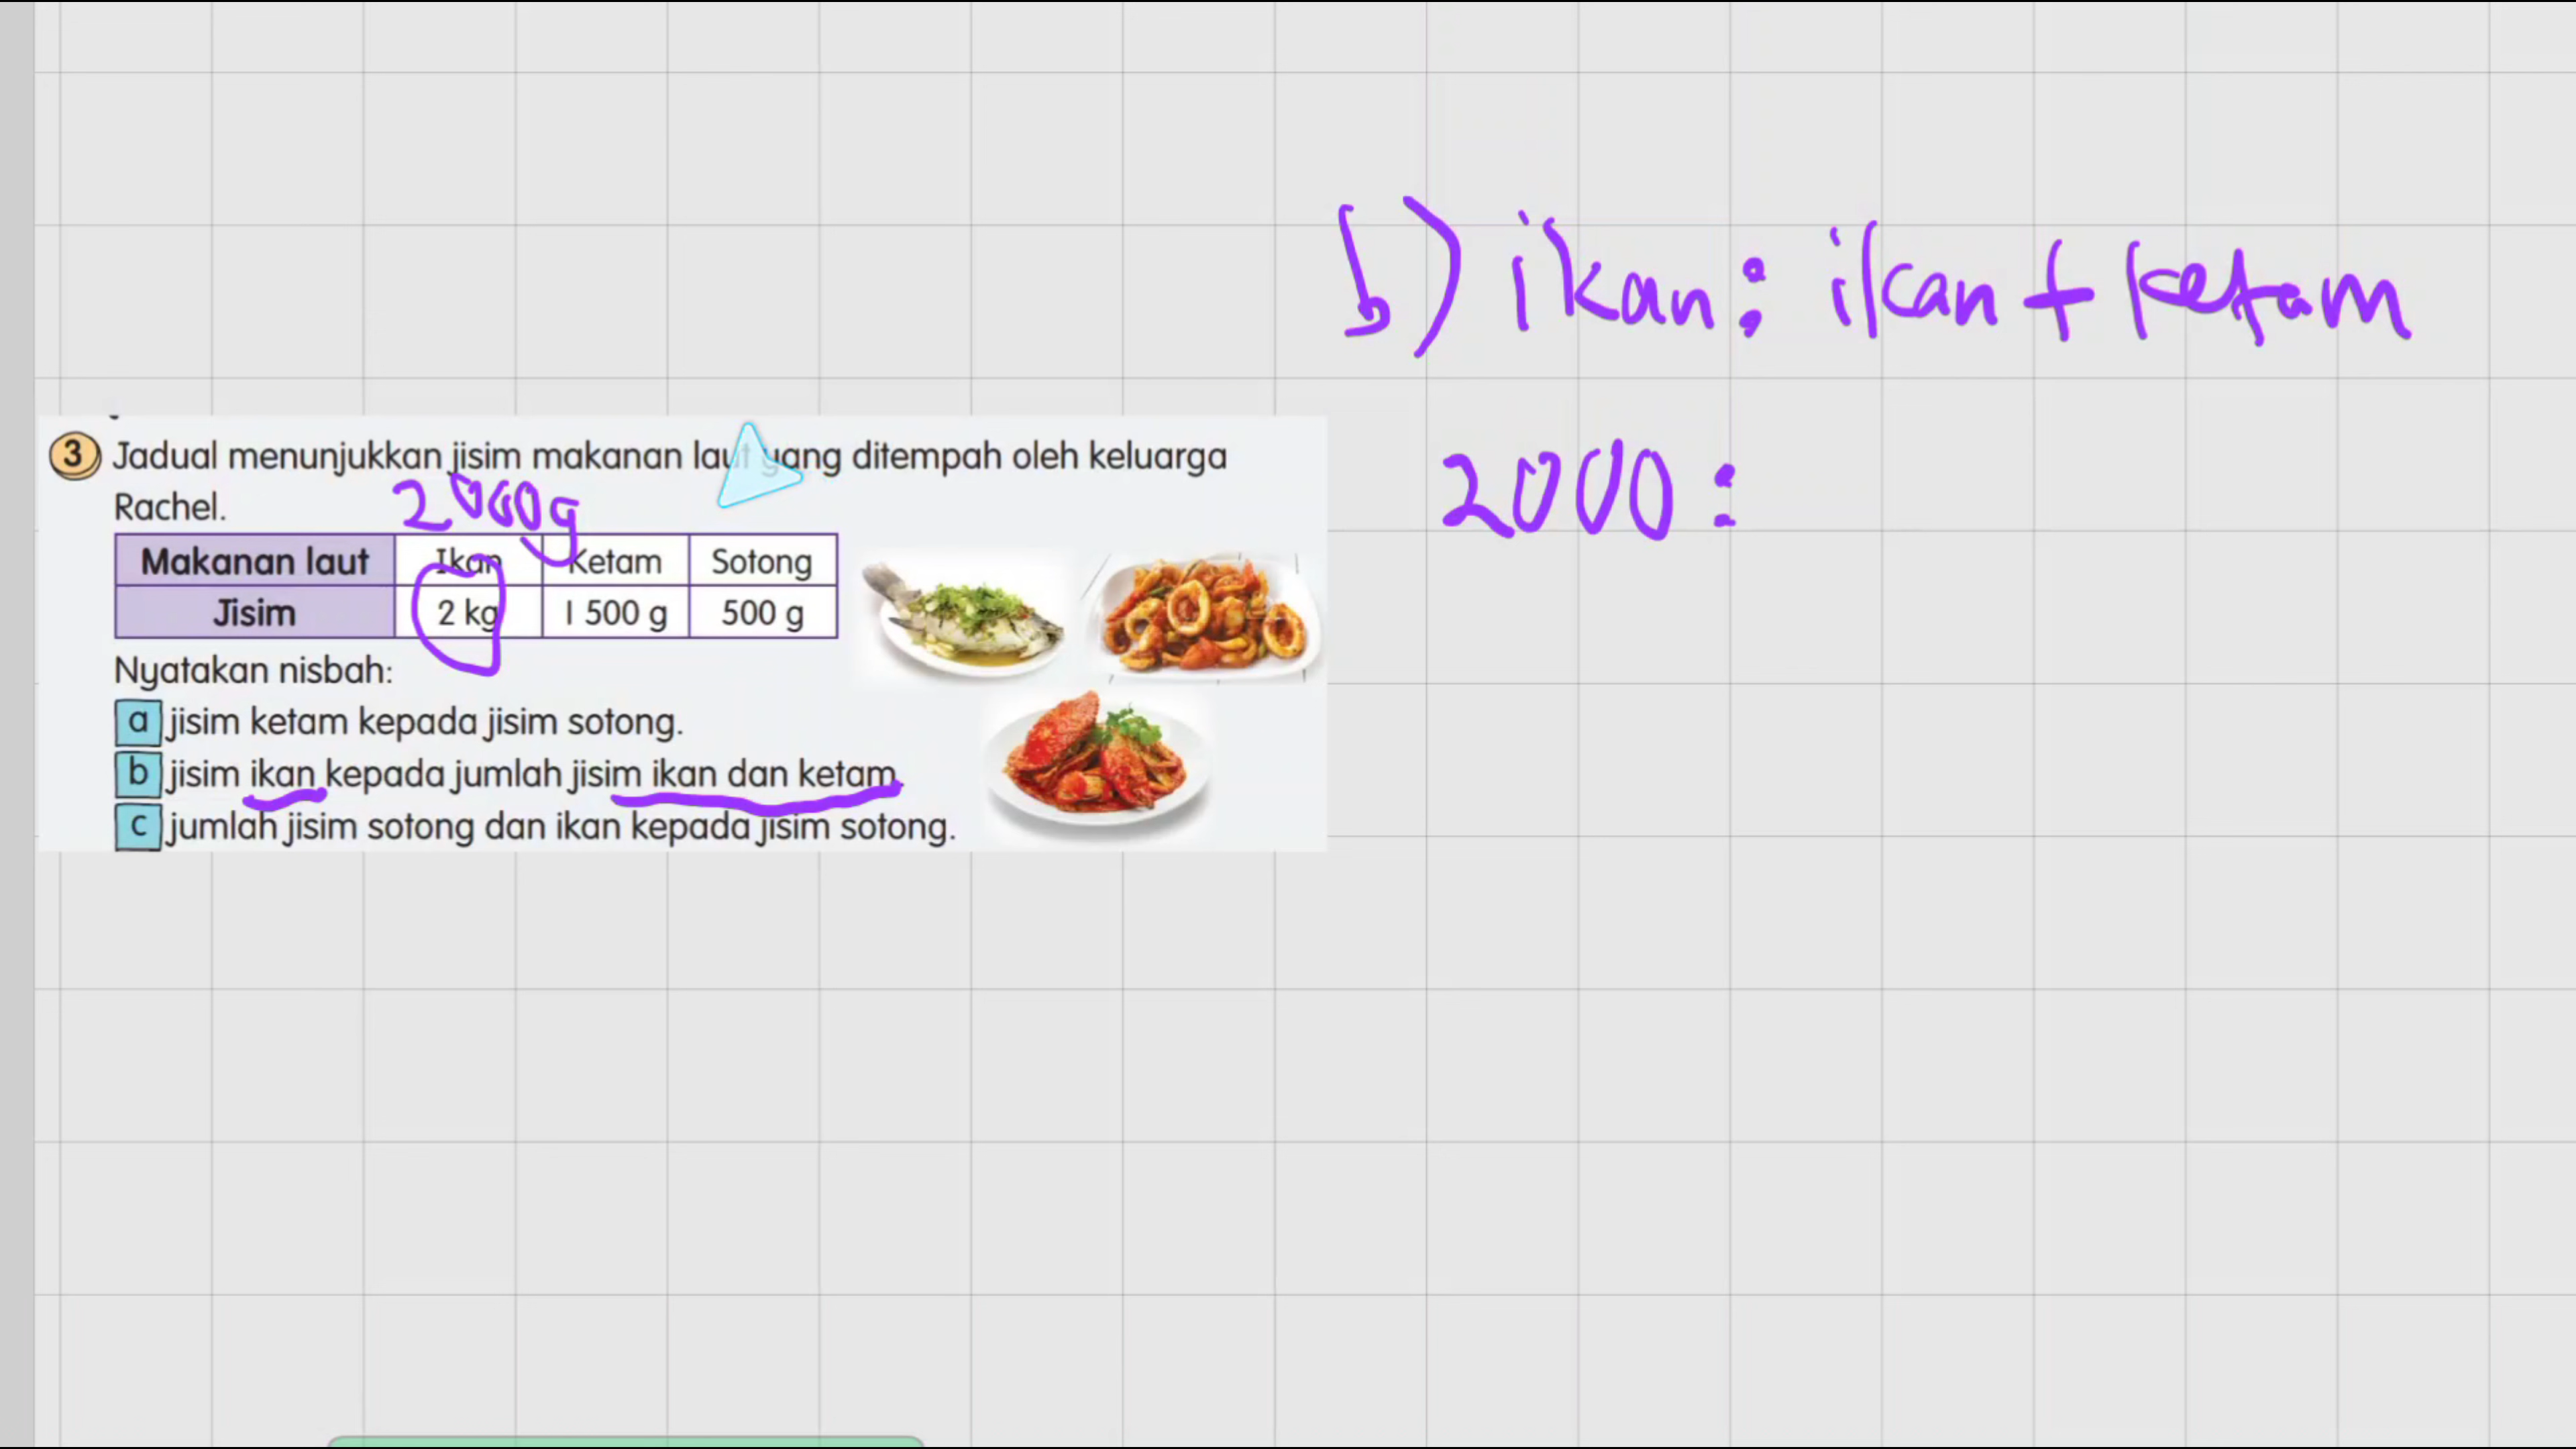 b) ikan : ikan + ketam
2000 :
3 Jadual menunjukkan jisim makanan laut yang ditempah oleh keluarga
Rachel.
2000g
Makanan laut Ikan Ketam Sotong
Jisim 2 kg 1 500 g 500 g
Nyatakan nisbah:
a jisim ketam kepada jisim sotong.
b jisim ikan kepada jumlah jisim ikan dan ketam.
c jumlah jisim sotong dan ikan kepada jisim sotong.